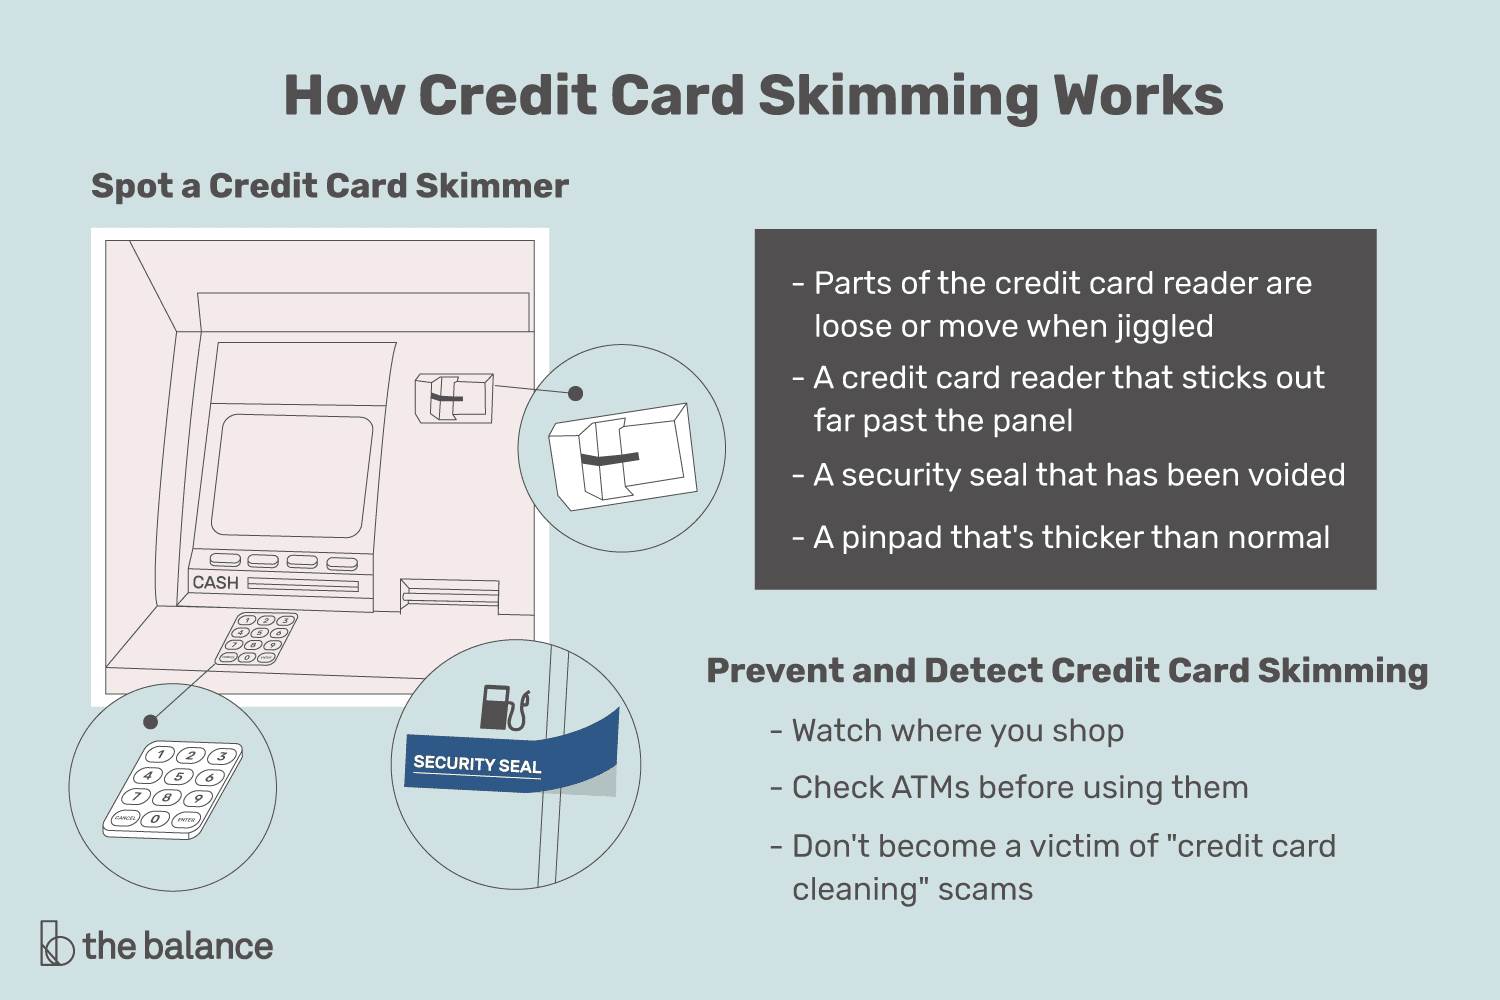 How Credit Card Skimming Works
Spot a Credit Card Skimmer
- Parts of the credit card reader are
loose or move when jiggled
- A credit card reader that sticks out
far past the panel
- A security seal that has been voided
- A pinpad that's thicker than normal
CASH
1 2 3
4 5 6
7 8 9
CANCEL 0 ENTER
1 2 3
4 5 6
7 8 9
CANCEL 0 ENTER
SECURITY SEAL
Prevent and Detect Credit Card Skimming
- Watch where you shop
- Check ATMs before using them
- Don't become a victim of "credit card
cleaning" scams
the balance